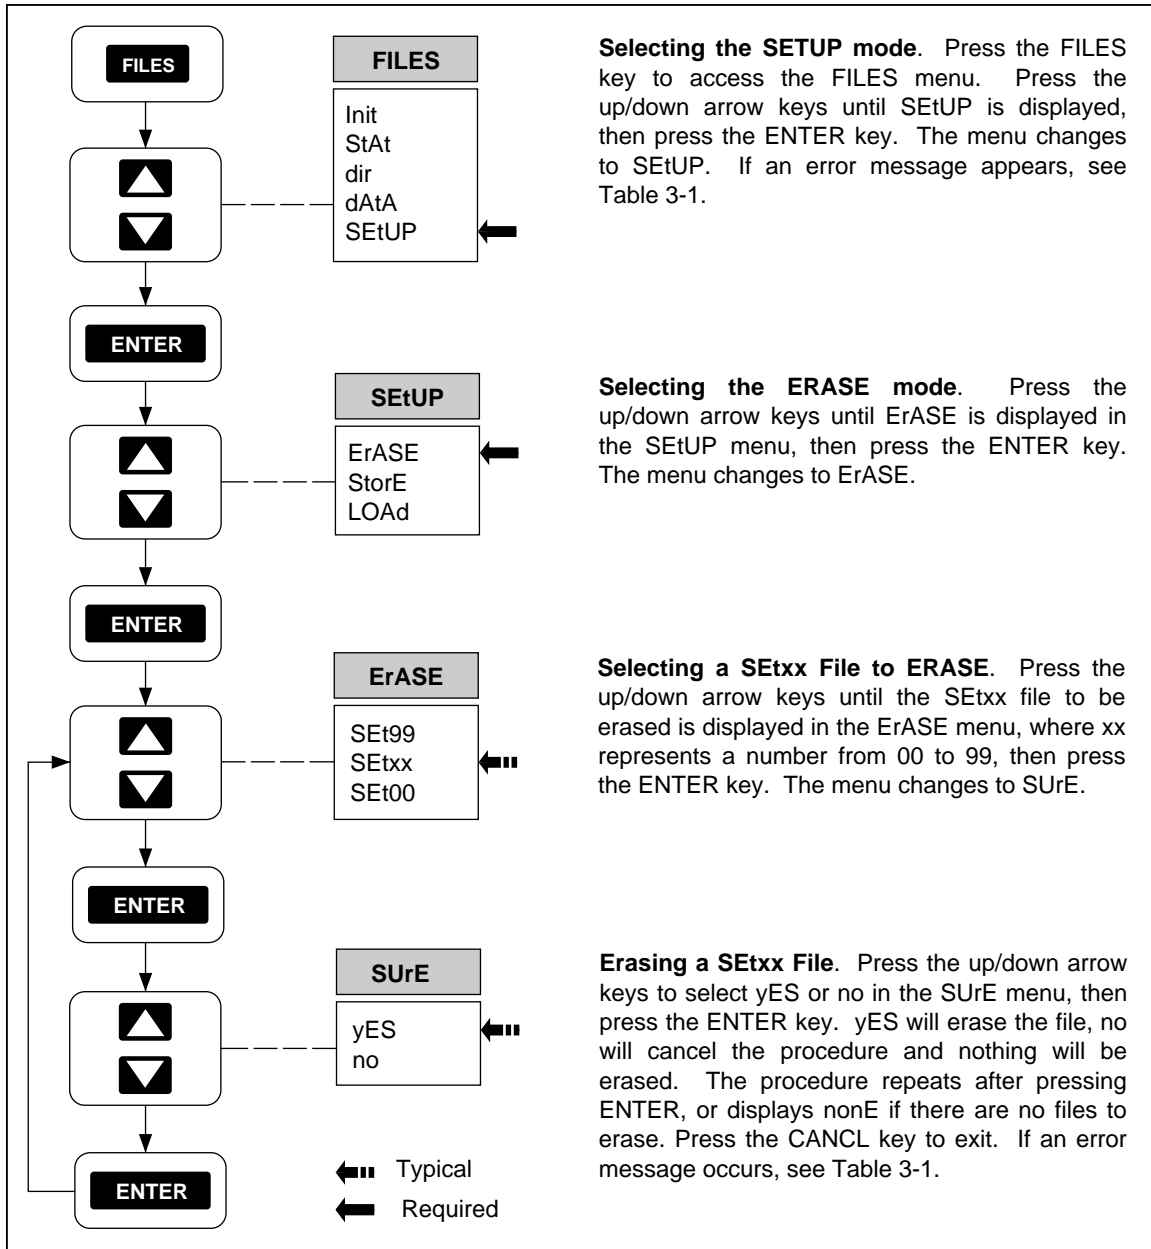 FILES
FILES
Init
StAt
dir
dAtA
SEtUP
Selecting the SETUP mode. Press the FILES
key to access the FILES menu. Press the
up/down arrow keys until SEtUP is displayed,
then press the ENTER key. The menu changes
to SEtUP. If an error message appears, see
Table 3-1.
ENTER
SEtUP
ErASE
StorE
LOAd
Selecting the ERASE mode. Press the
up/down arrow keys until ErASE is displayed in
the SEtUP menu, then press the ENTER key.
The menu changes to ErASE.
ENTER
ErASE
SEt99
SEtxx
SEt00
Selecting a SEtxx File to ERASE. Press the
up/down arrow keys until the SEtxx file to be
erased is displayed in the ErASE menu, where xx
represents a number from 00 to 99, then press
the ENTER key. The menu changes to SUrE.
ENTER
SUrE
yES
no
Erasing a SEtxx File. Press the up/down arrow
keys to select yES or no in the SUrE menu, then
press the ENTER key. yES will erase the file, no
will cancel the procedure and nothing will be
erased. The procedure repeats after pressing
ENTER, or displays nonE if there are no files to
erase. Press the CANCL key to exit. If an error
message occurs, see Table 3-1.
ENTER
Typical
Required